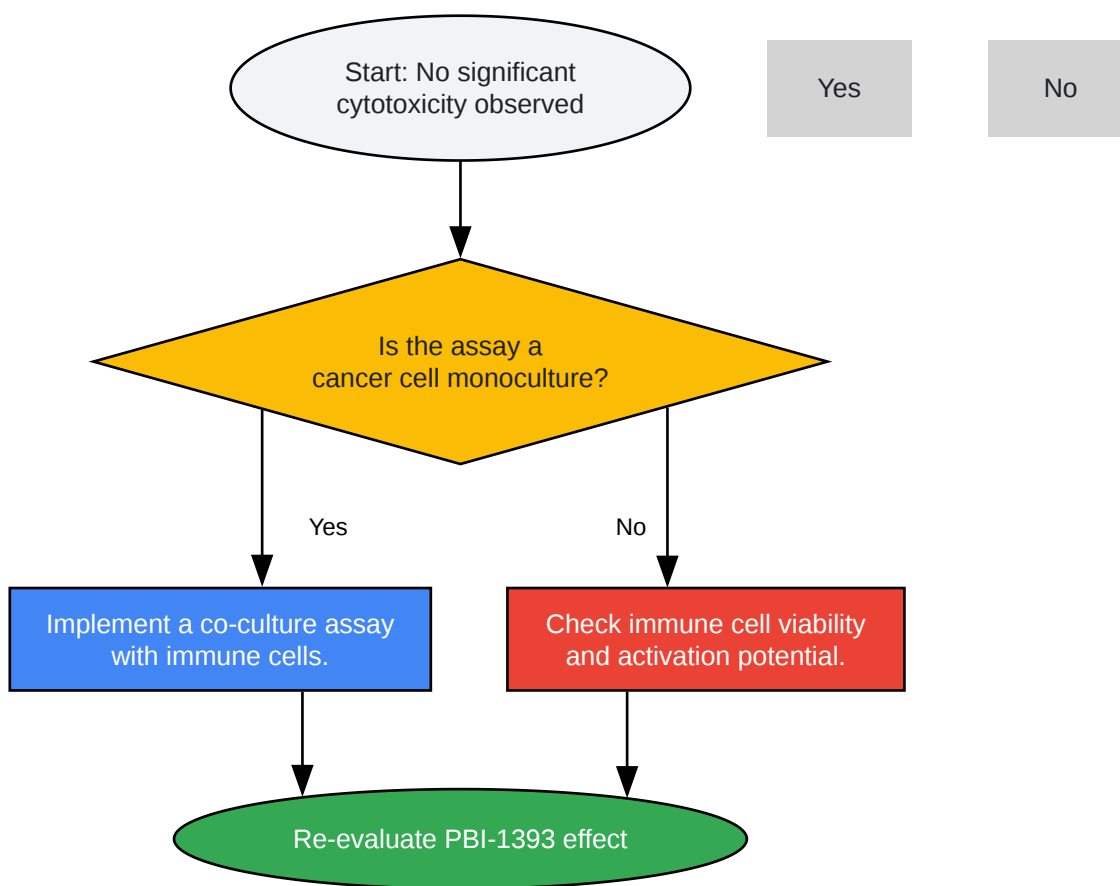 Start: No significant
cytotoxicity observed
Yes
No
Is the assay a
cancer cell monoculture?
Yes
No
Implement a co-culture assay
with immune cells.
Check immune cell viability
and activation potential.
Re-evaluate PBI-1393 effect